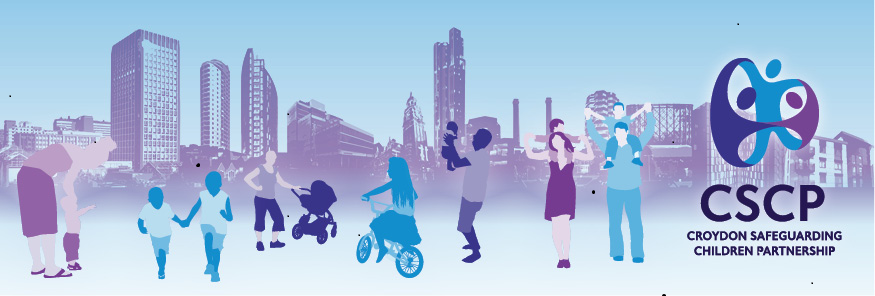 CSCP
CROYDON SAFEGUARDING
CHILDREN PARTNERSHIP